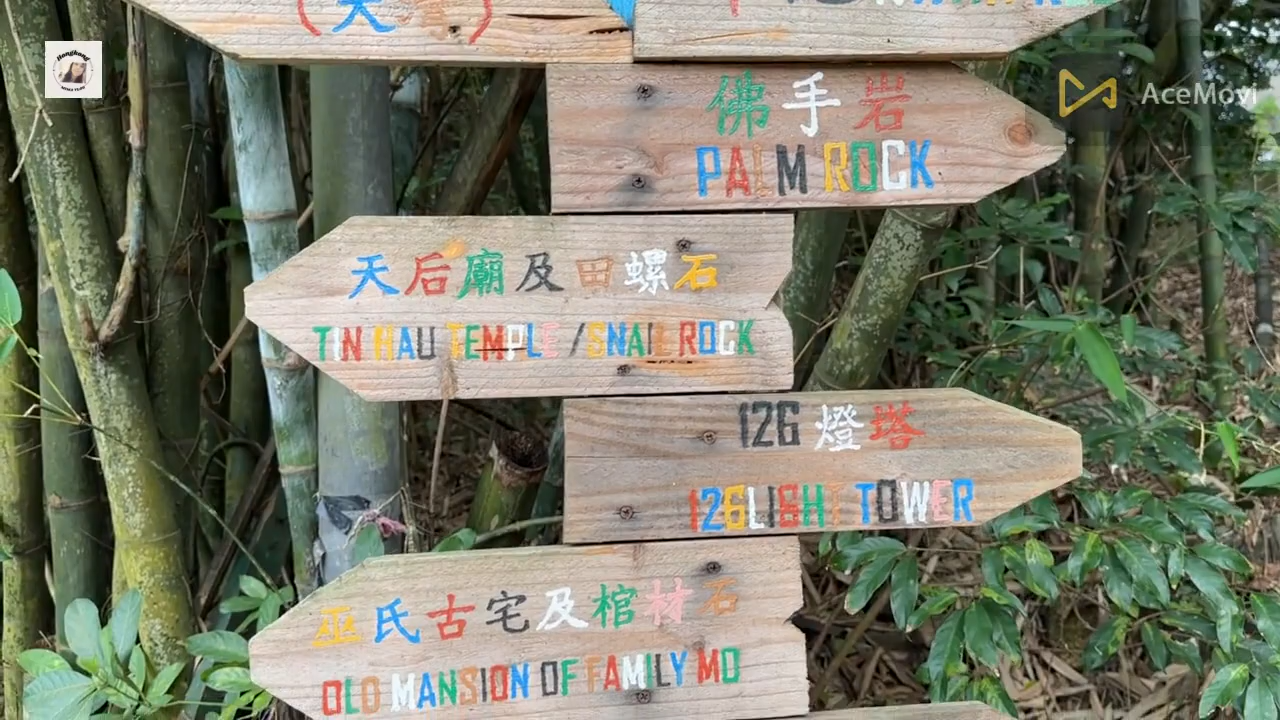 (天
AceMovi
佛手岩
PALM ROCK
天后廟及田螺石
TIN HAU TEMPLE /SNAIL ROCK
126 燈塔
126LIGHT TOWER
巫氏古宅及棺材石
OLD MANSION OF FAMILY MO